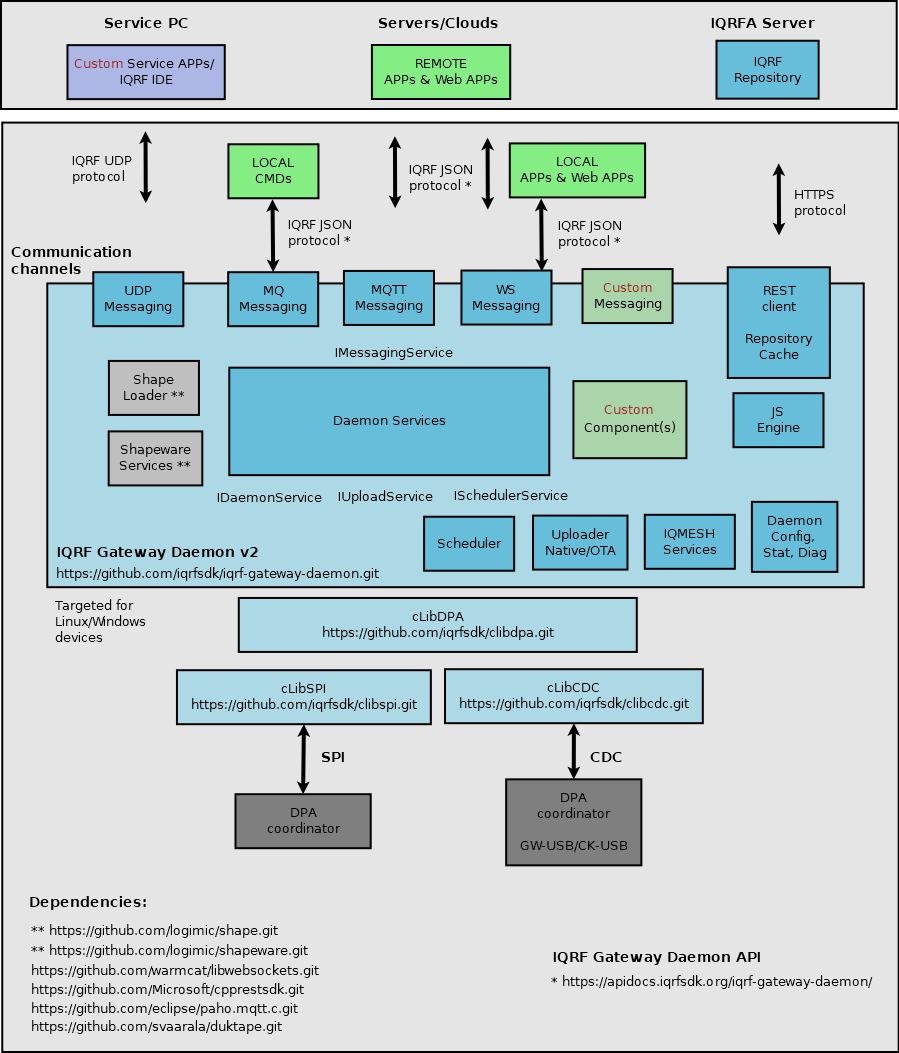 Service PC
Servers/Clouds
IQRFA Server
Custom Service APPs/
IQRF IDE
REMOTE
APPs & Web APPs
IQRF
Repository
IQRF UDP
protocol
LOCAL
CMDs
IQRF JSON
protocol *
LOCAL
APPs & Web APPs
HTTPS
protocol
IQRF JSON
protocol *
IQRF JSON
protocol *
Communication
channels
UDP
Messaging
MQ
Messaging
MQTT
Messaging
WS
Messaging
Custom
Messaging
REST
client
Repository
Cache
IMessagingService
Shape
Loader **
Daemon Services
Custom
Component(s)
JS
Engine
Shapeware
Services **
IDaemonService
IUploadService
ISchedulerService
Scheduler
Uploader
Native/OTA
IQMESH
Services
Daemon
Config,
Stat, Diag
IQRF Gateway Daemon v2
https://github.com/iqrfsdk/iqrf-gateway-daemon.git
Targeted for
Linux/Windows
devices
cLibDPA
https://github.com/iqrfsdk/clibdpa.git
cLibSPI
https://github.com/iqrfsdk/clibspi.git
cLibCDC
https://github.com/iqrfsdk/clibcdc.git
SPI
CDC
DPA
coordinator
DPA
coordinator
GW-USB/CK-USB
Dependencies:
** https://github.com/logimic/shape.git
** https://github.com/logimic/shapeware.git
https://github.com/warmcat/libwebsockets.git
https://github.com/Microsoft/cpprestsdk.git
https://github.com/eclipse/paho.mqtt.c.git
https://github.com/svaarala/duktape.git
IQRF Gateway Daemon API
* https://apidocs.iqrfsdk.org/iqrf-gateway-daemon/